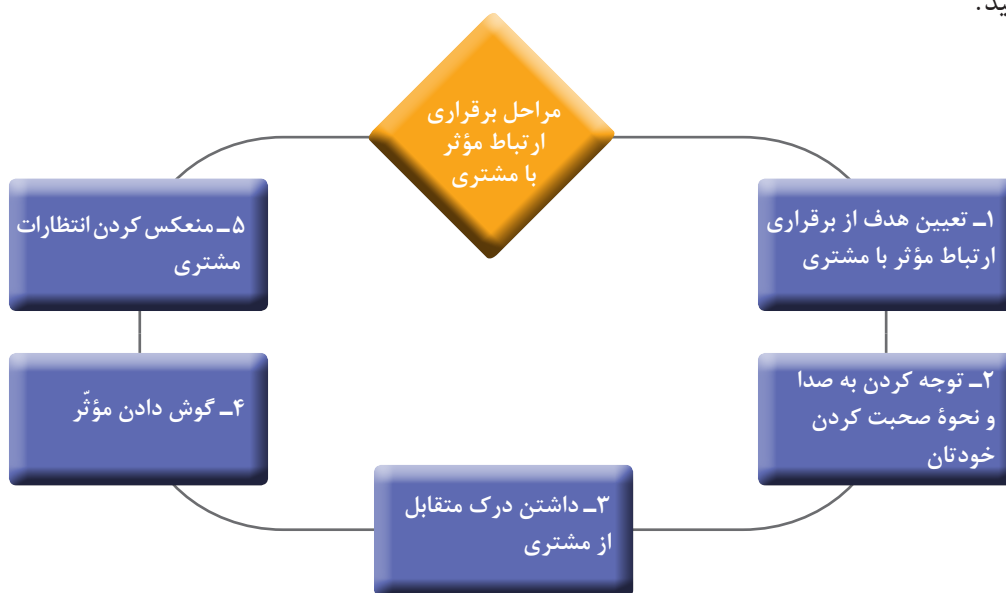 ید.
مراحل برقراری
ارتباط مؤثر
با مشتری
۱ـ تعیین هدف از برقراری
ارتباط مؤثر با مشتری
۲ـ توجه کردن به صدا
و نحوۀ صحبت کردن
خودتان
۳ـ داشتن درک متقابل
از مشتری
۴ـ گوش دادن مؤثّر
۵ـ منعکس کردن انتظارات
مشتری